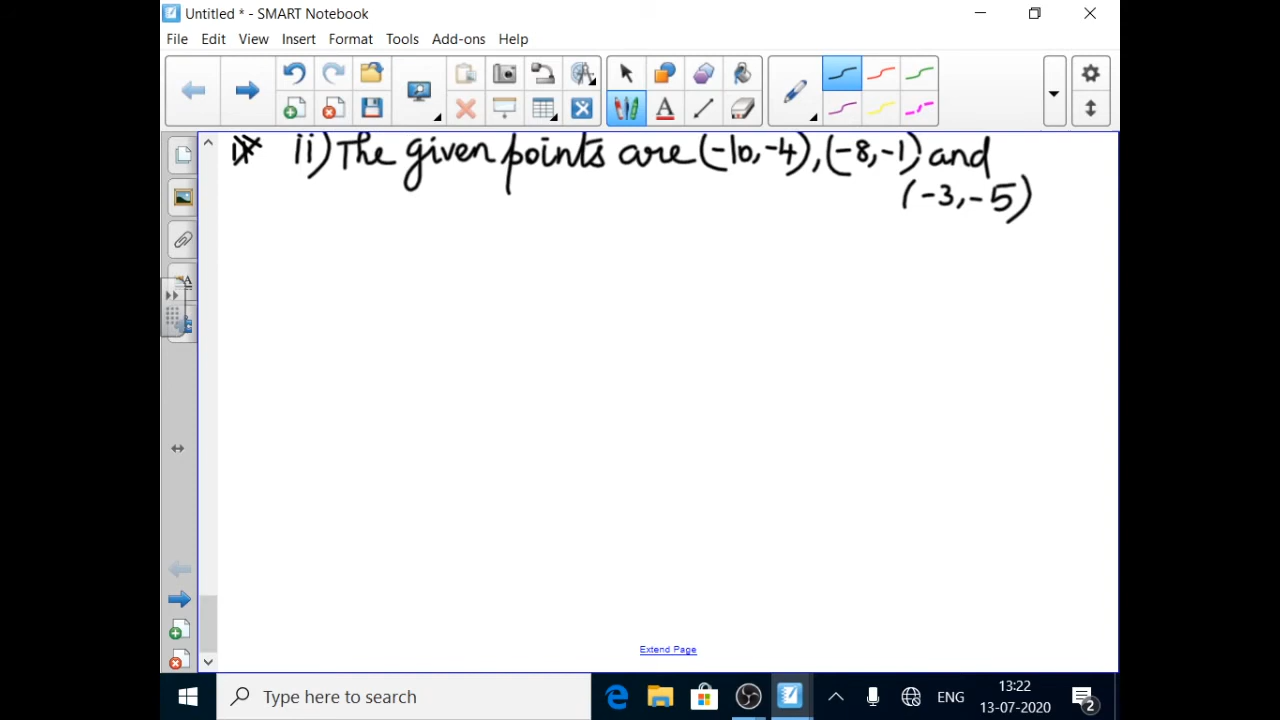 Untitled * - SMART Notebook
File Edit View Insert Format Tools Add-ons Help
ii) The given points are (-10,-4), (-8,-1) and
(-3,-5)
Extend Page
Type here to search
ENG
13:22
13-07-2020
2